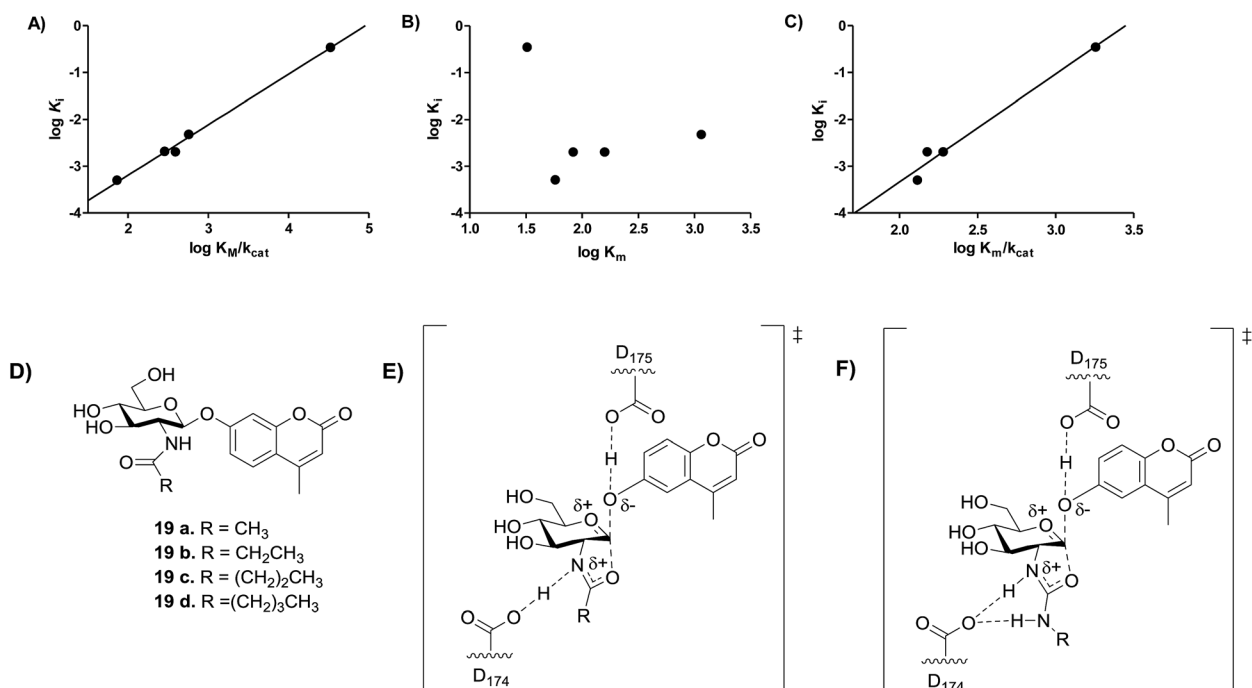 A)
0
-1
-2
-3
-4
log Ki
2 3 4 5
log KM/kcat
B)
0
-1
-2
-3
-4
log Ki
1.0 1.5 2.0 2.5 3.0 3.5
log Km
C)
0
-1
-2
-3
-4
log Ki
2.0 2.5 3.0 3.5
log Km/kcat
D)
OH
HO O O O O
HO
NH
O
R
19 a. R = CH3
19 b. R = CH2CH3
19 c. R = (CH2)2CH3
19 d. R =(CH2)3CH3
E)
‡
D175
O O
H
O O
HO δ+ O δ-
HO O
HO
N δ+ O
H
O O R
D174
F)
‡
D175
O O
H
O O
HO δ+ O δ-
HO O
HO
N δ+ O
H
O O H N
R
D174